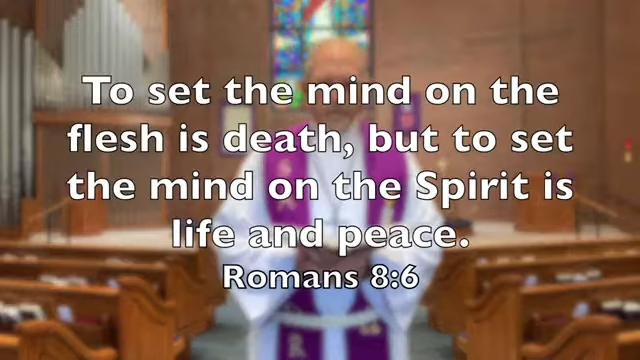 To set the mind on the
flesh is death, but to set
the mind on the Spirit is
life and peace.
Romans 8:6